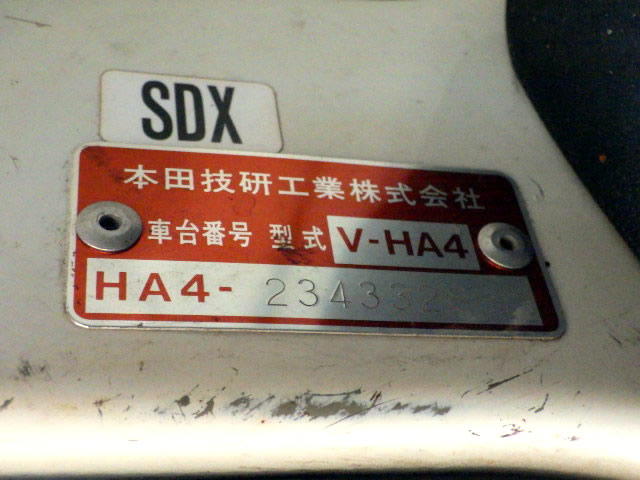 SDX
本田技研工業株式会社
車台番号 型式 V-HA4
HA4- 234332